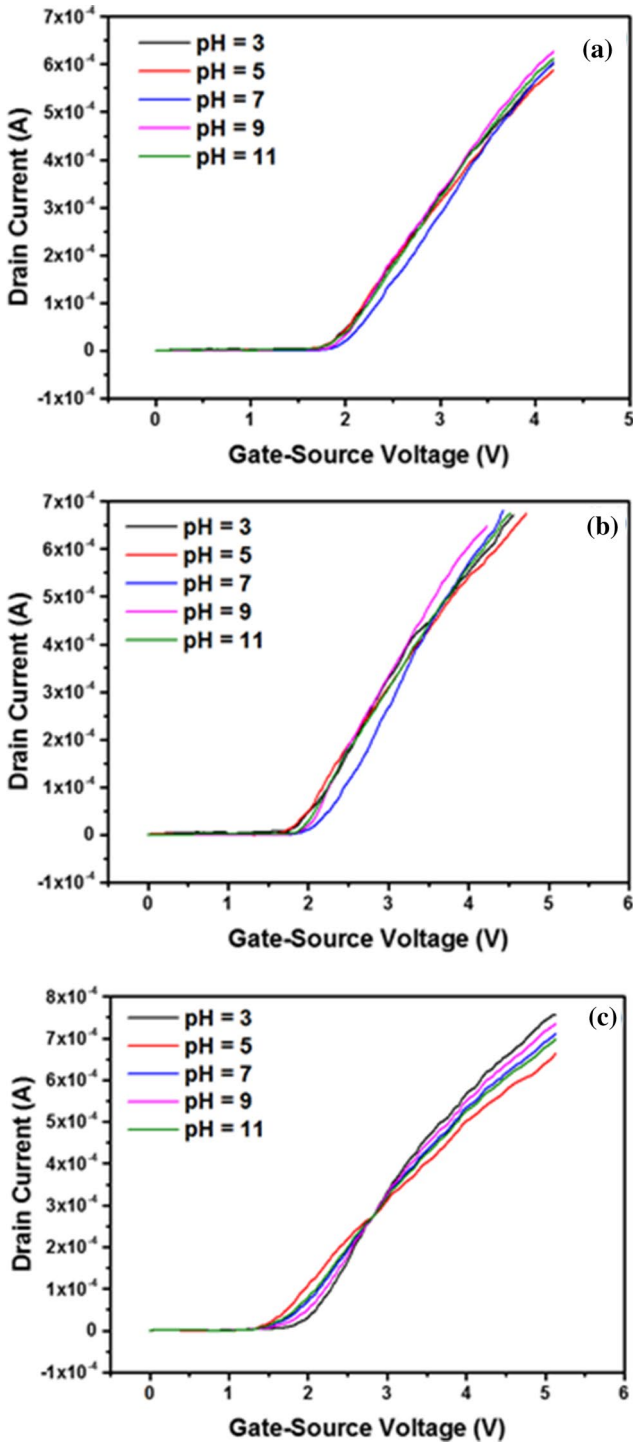 (a)
pH = 3
pH = 5
pH = 7
pH = 9
pH = 11
Drain Current (A)
7x10⁻⁴
6x10⁻⁴
5x10⁻⁴
4x10⁻⁴
3x10⁻⁴
2x10⁻⁴
1x10⁻⁴
0
-1x10⁻⁴
0 1 2 3 4 5
Gate-Source Voltage (V)
(b)
pH = 3
pH = 5
pH = 7
pH = 9
pH = 11
Drain Current (A)
7x10⁻⁴
6x10⁻⁴
5x10⁻⁴
4x10⁻⁴
3x10⁻⁴
2x10⁻⁴
1x10⁻⁴
0
-1x10⁻⁴
0 1 2 3 4 5 6
Gate-Source Voltage (V)
(c)
pH = 3
pH = 5
pH = 7
pH = 9
pH = 11
Drain Current (A)
8x10⁻⁴
7x10⁻⁴
6x10⁻⁴
5x10⁻⁴
4x10⁻⁴
3x10⁻⁴
2x10⁻⁴
1x10⁻⁴
0
-1x10⁻⁴
0 1 2 3 4 5 6
Gate-Source Voltage (V)